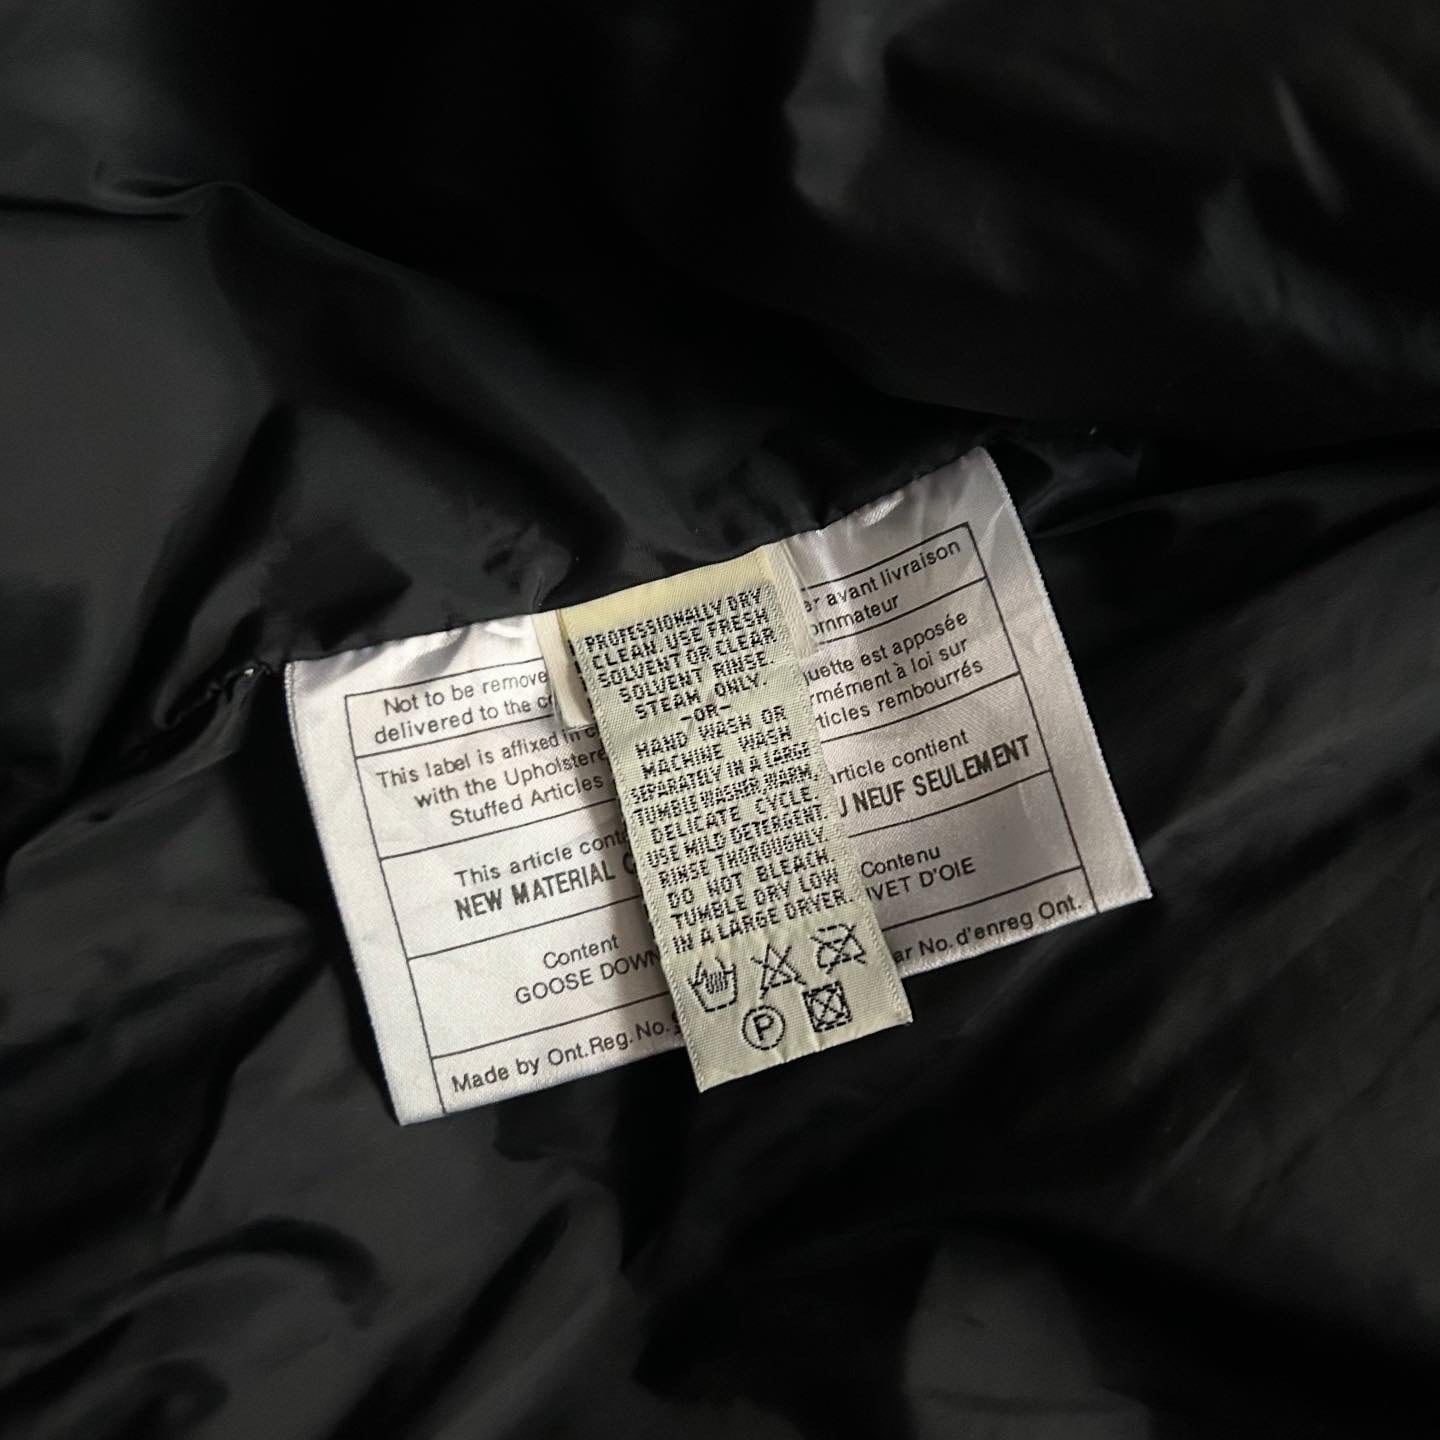 Not to be remove
delivered to the c
This label is affixed in c
with the Upholstere
Stuffed Articles
This article cont
NEW MATERIAL
Content
GOOSE DOWN
Made by Ont.Reg.No.
PROFESSIONALLY DRY
CLEAN. USE FRESH
SOLVENT OR CLEAR
SOLVENT RINSE.
STEAM ONLY.
-OR-
HAND WASH OR
MACHINE WASH
SEPARATELY IN A LARGE
TUMBLE WASHER, WARM,
DELICATE CYCLE.
USE MILD DETERGENT
RINSE THOROUGHLY.
DO NOT BLEACH.
TUMBLE DRY LOW
IN A LARGE DRYER.
P
er avant livraison
ommateur
uette est apposée
rmément à loi sur
rticles rembourrés
article contient
U NEUF SEULEMENT
Contenu
VET D'OIE
ar No. d'enreg Ont.